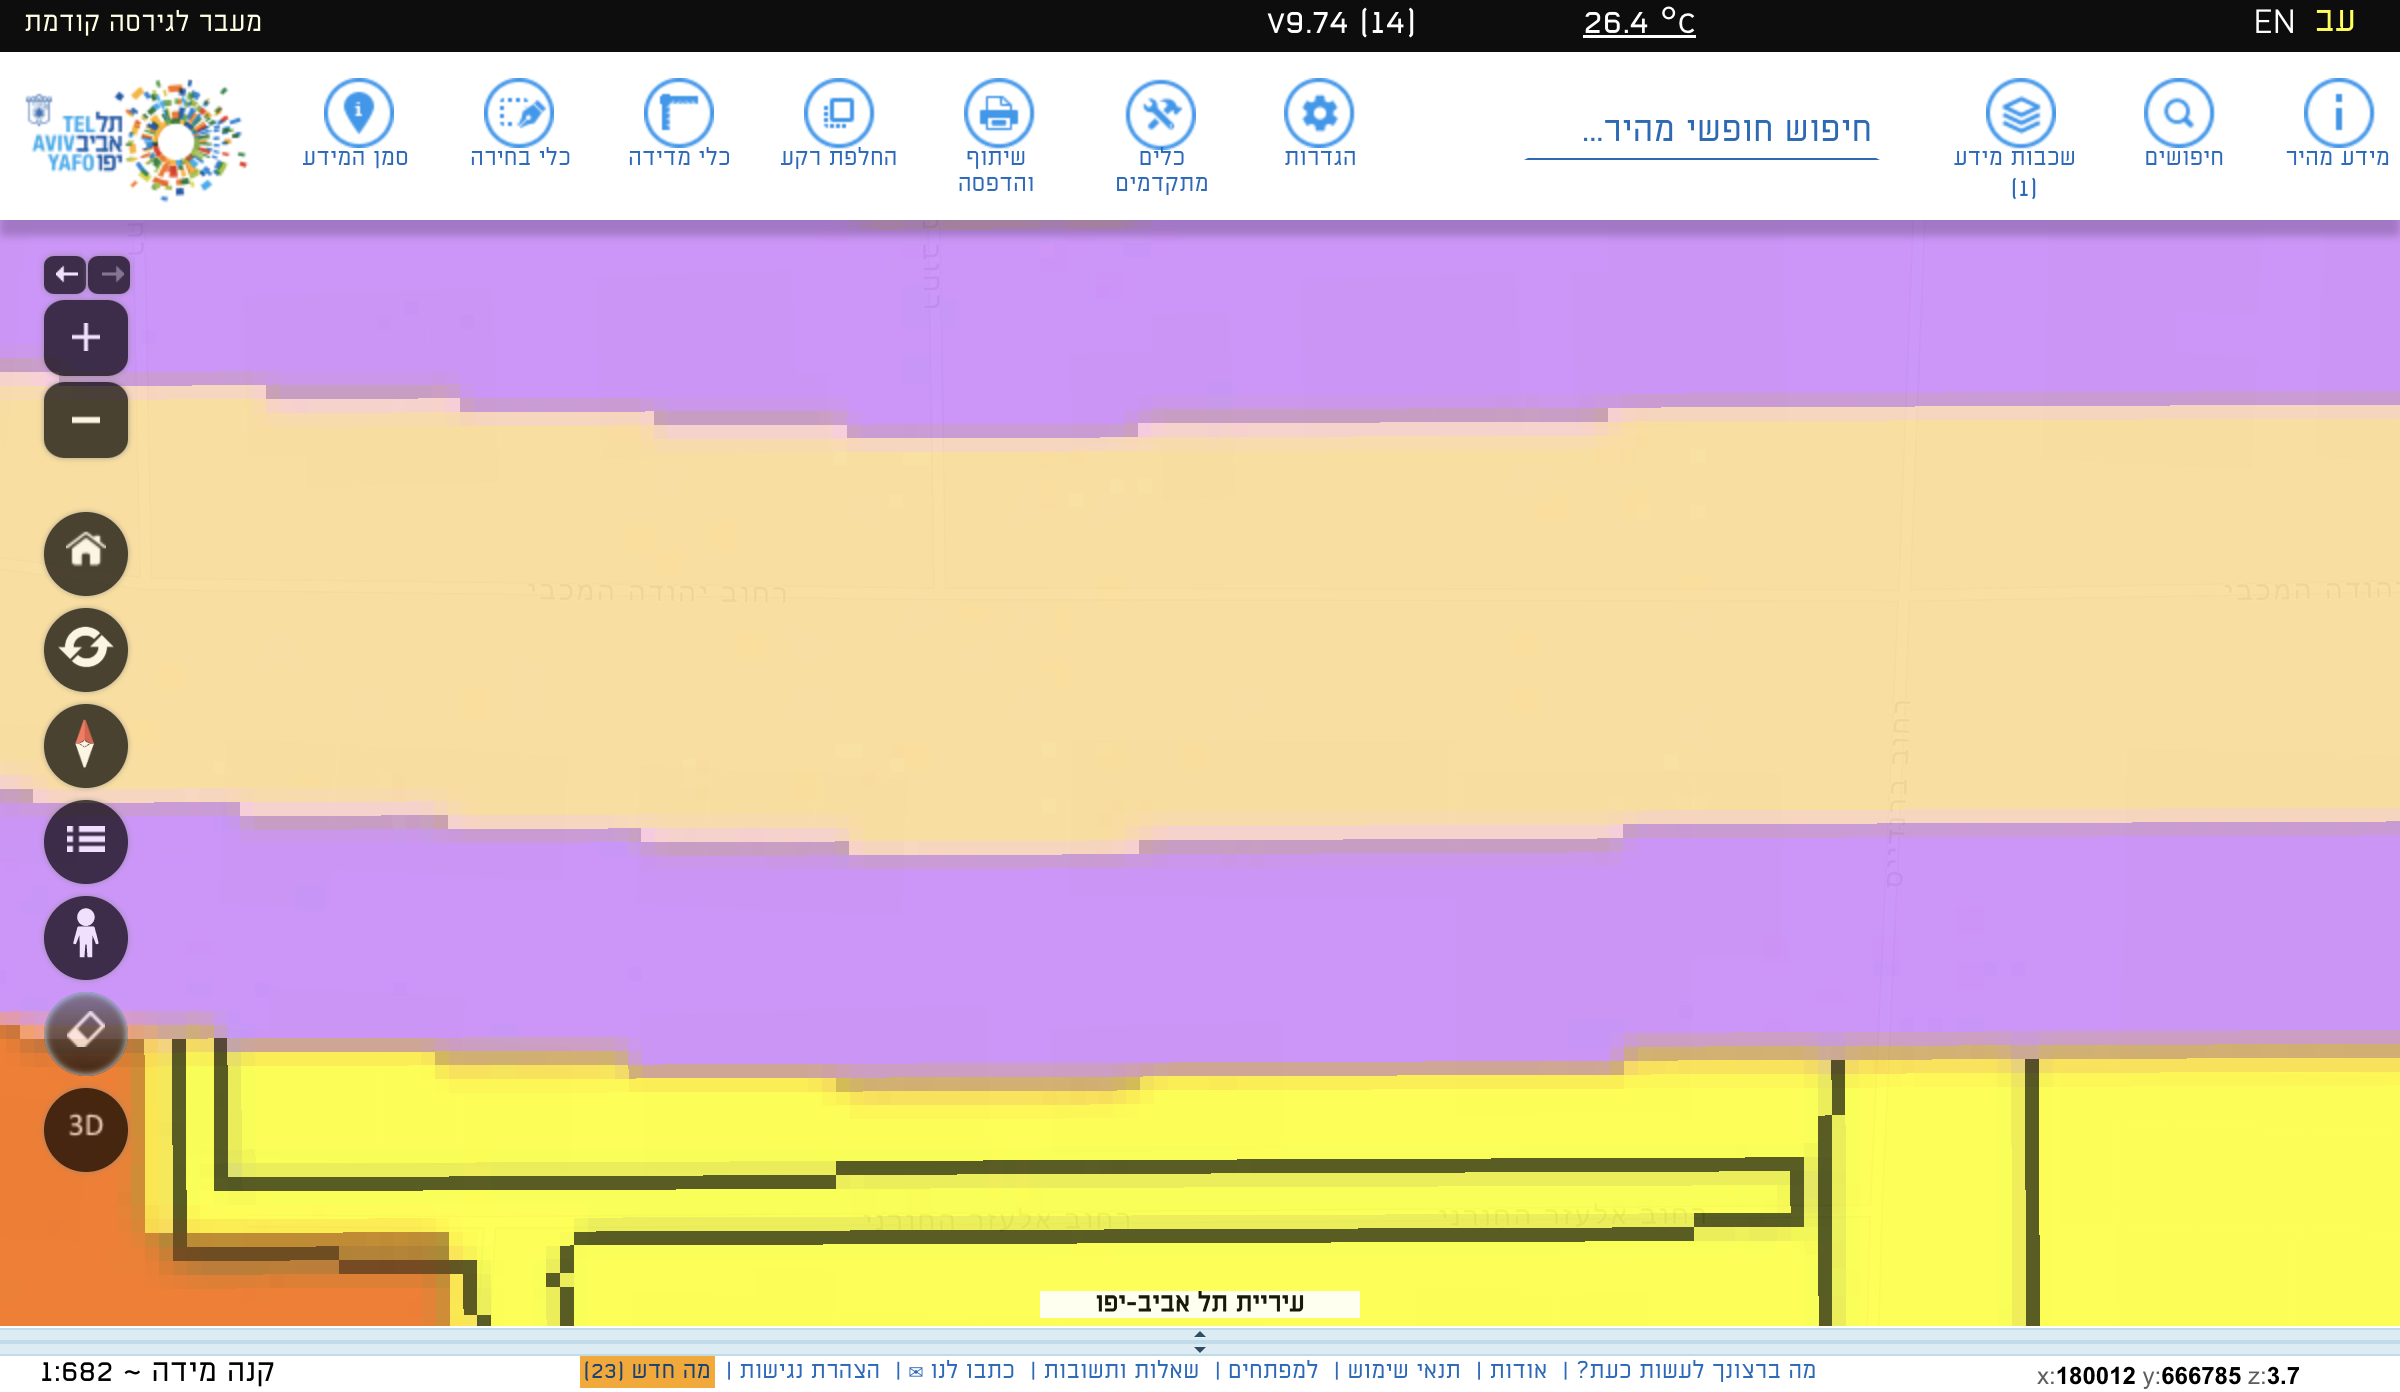 עב EN
26.4 °C
V9.74 (14)
מעבר לגירסה קודמת
מידע מהיר
חיפושים
שכבות מידע
(1)
חיפוש חופשי מהיר...
הגדרות
כלים
מתקדמים
שיתוף
והדפסה
החלפת רקע
כלי מדידה
כלי בחירה
סמן המידע
תל אביב יפו
TEL
AVIV
YAFO
רחוב יהודה המכבי
יהודה המכבי
רחוב ברנדייס
רחוב אלעזר החורני
רחוב אלעזר החורני
3D
עיריית תל אביב-יפו
מה ברצונך לעשות כעת? | אודות | תנאי שימוש | למפתחים | שאלות ותשובות | כתבו לנו ✉ | הצהרת נגישות | מה חדש (23)
קנה מידה ~ 1:682
x:180012 y:666785 z:3.7